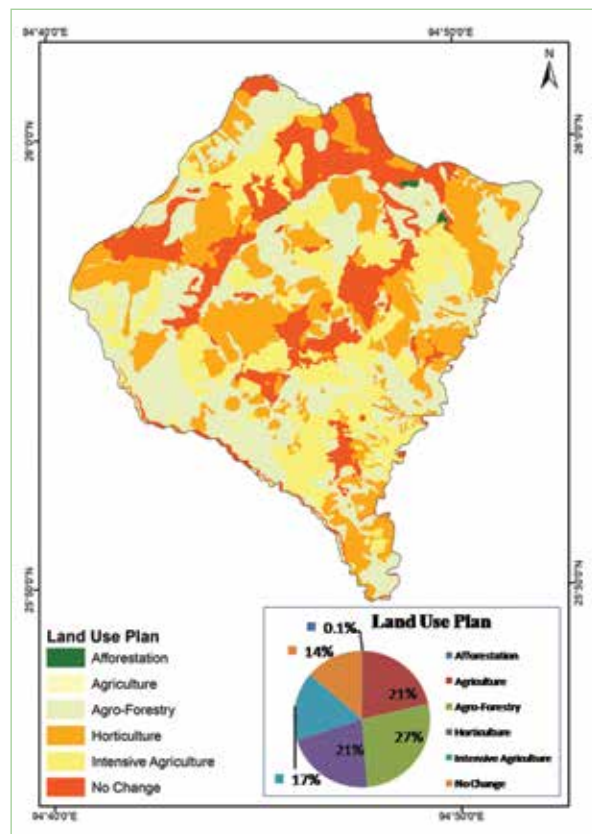 94°40'0"E
94°50'0"E
N
26°0'0"N
26°0'0"N
25°50'0"N
25°50'0"N
Land Use Plan
Afforestation
Agriculture
Agro-Forestry
Horticulture
Intensive Agriculture
No Change
Land Use Plan
0.1%
14%
21%
27%
21%
17%
Afforestation
Agriculture
Agro-Forestry
Horticulture
Intensive Agriculture
No Change
94°40'0"E
94°50'0"E